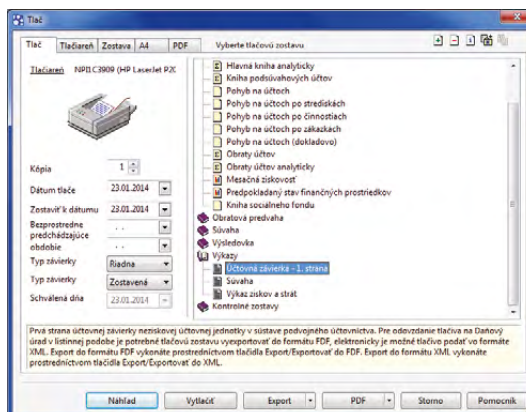 Tlač
Tlač Tlačiareň Zostava A4 PDF Vyberte tlačovú zostavu
Tlačiareň NPI1C3909 (HP LaserJet P2C
Kópia 1
Dátum tlače 23.01.2014
Zostaviť k dátumu 23.01.2014
Bezprostredne
predchádzajúce
obdobie
Typ závierky Riadna
Typ závierky Zostavená
Schválená dňa 23.01.2014
Hlavná kniha analyticky
Kniha podsúvahových účtov
Pohyb na účtoch
Pohyb na účtoch po strediskách
Pohyb na účtoch po činnostiach
Pohyb na účtoch po zákazkách
Pohyb na účtoch (dokladovo)
Obraty účtov
Obraty účtov analyticky
Mesačná ziskovosť
Predpokladaný stav finančných prostriedkov
Kniha sociálneho fondu
Obratová predvaha
Súvaha
Výsledovka
Výkazy
Účtovná závierka - 1. strana
Súvaha
Výkaz ziskov a strát
Kontrolné zostavy
Prvá strana účtovnej závierky neziskovej účtovnej jednotky v sústave podvojného účtovníctva. Pre odovzdanie tlačiva na Daňový
úrad v listinnej podobe je potrebné tlačovú zostavu vyexportovať do formátu FDF, elektronicky je možné tlačivo podať vo formáte
XML. Export do formátu FDF vykonáte prostredníctvom tlačidla Export/Exportovať do FDF. Export do formátu XML vykonáte
prostredníctvom tlačidla Export/Exportovať do XML.
Náhľad Vytlačiť Export PDF Storno Pomocník